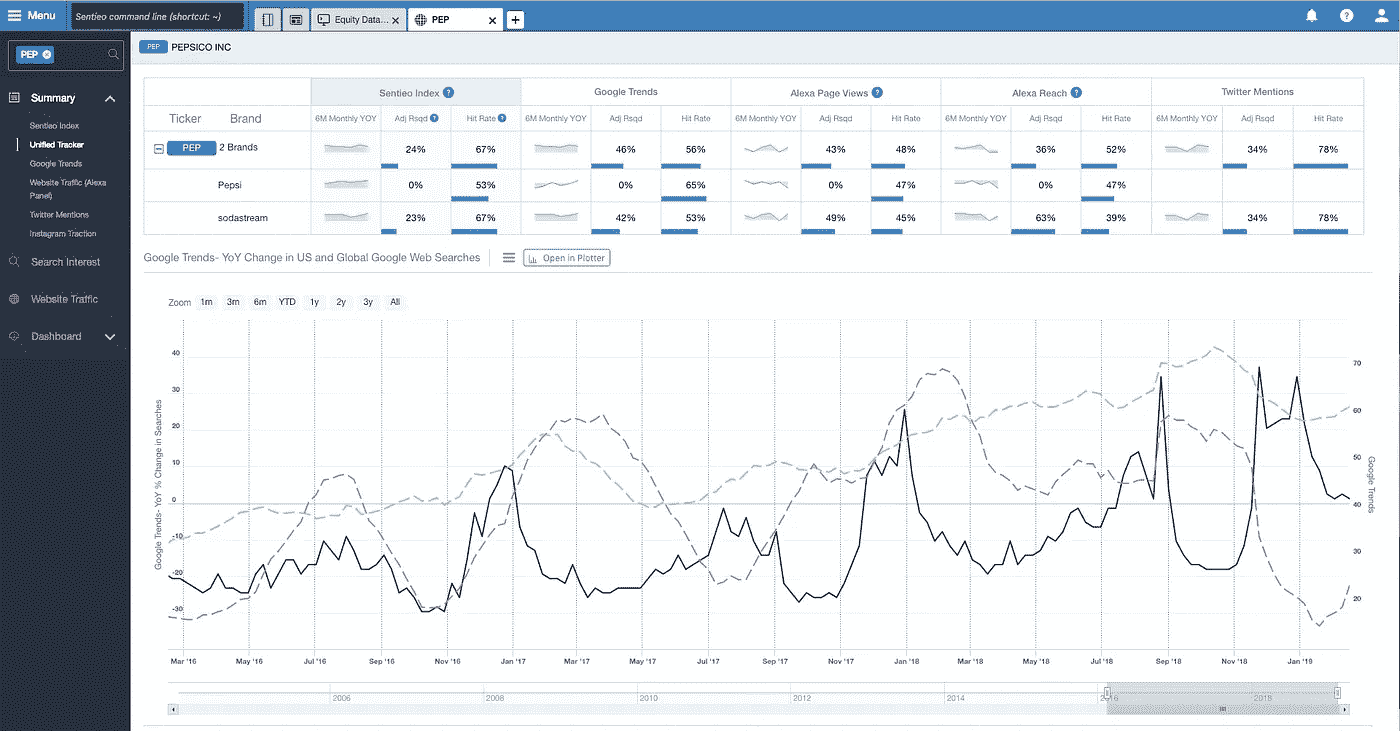 Menu
Sentieo command line (shortcut: ~)
Equity Data...
PEP
PEP
PEP PEPSICO INC
Summary
Sentieo Index
Unified Tracker
Google Trends
Website Traffic (Alexa
Panel)
Twitter Mentions
Instagram Traction
Search Interest
Website Traffic
Dashboard
Sentieo Index Google Trends Alexa Page Views Alexa Reach Twitter Mentions
Ticker Brand 6M Monthly YOY Adj Rsqd Hit Rate 6M Monthly YOY Adj Rsqd Hit Rate 6M Monthly YOY Adj Rsqd Hit Rate 6M Monthly YOY Adj Rsqd Hit Rate 6M Monthly YOY Adj Rsqd Hit Rate
PEP 2 Brands 24% 67% 46% 56% 43% 48% 36% 52% 34% 78%
Pepsi 0% 53% 0% 65% 0% 47% 0% 47%
sodastream 23% 67% 42% 53% 49% 45% 63% 39% 34% 78%
Google Trends- YoY Change in US and Global Google Web Searches
Open in Plotter
Zoom 1m 3m 6m YTD 1y 2y 3y All
Google Trends- YoY % Change in Searches
40
30
20
10
0
-10
-20
-30
70
60
50
40
30
20
Google Trends
Mar '16 May '16 Jul '16 Sep '16 Nov '16 Jan '17 Mar '17 May '17 Jul '17 Sep '17 Nov '17 Jan '18 Mar '18 May '18 Jul '18 Sep '18 Nov '18 Jan '19
2006 2008 2010 2012 2014 2016 2018